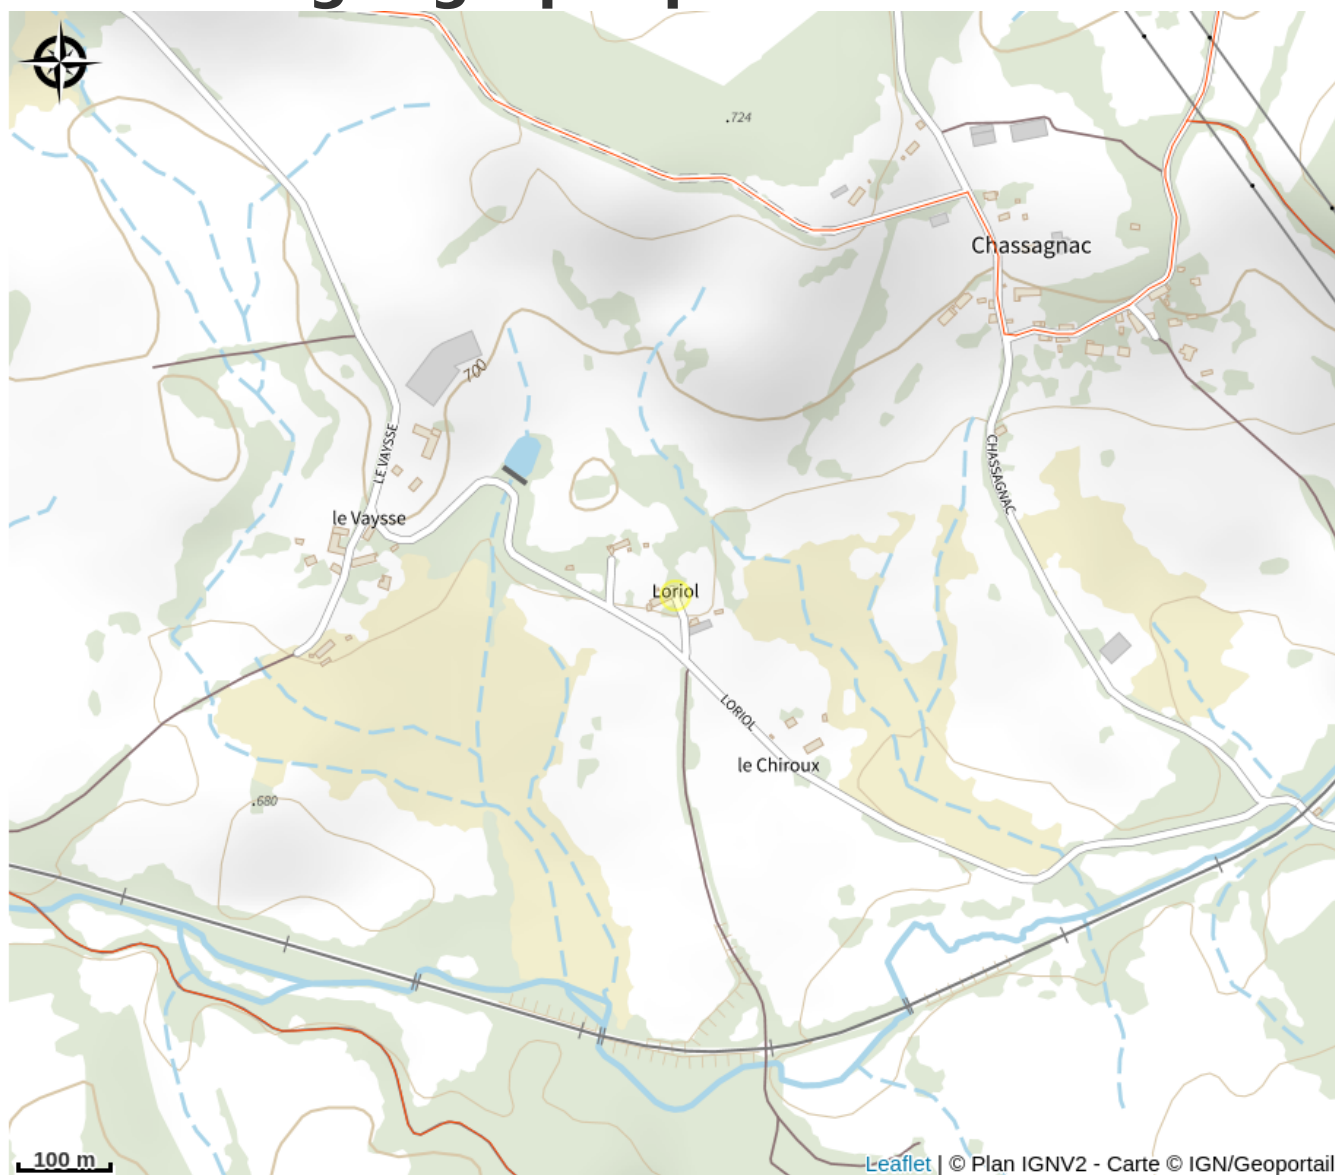 .724
Chassagnac
700
LE VAYSSE
CHASSAGNAC
le Vaysse
Loriol
LORIOL
le Chiroux
.680
100 m
Leaflet | © Plan IGNV2 - Carte © IGN/Geoportail